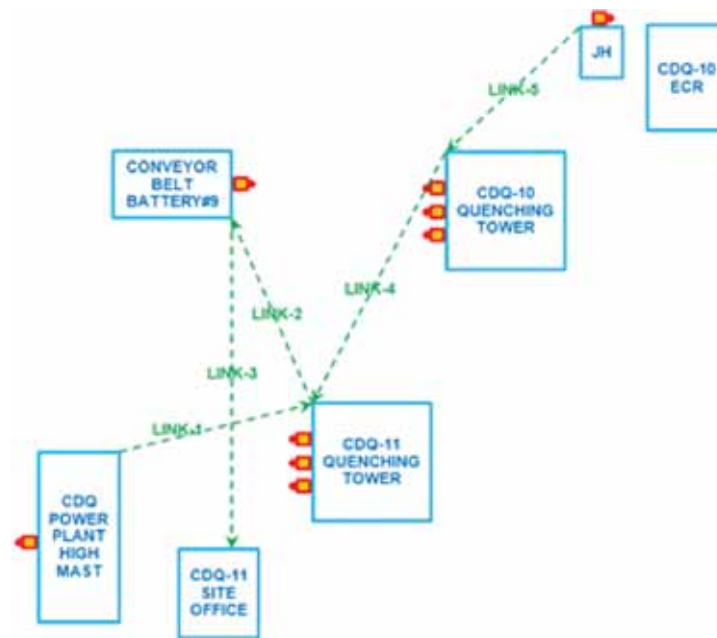 JH
CDQ-10
ECR
LINK-5
CONVEYOR
BELT
BATTERY#9
CDQ-10
QUENCHING
TOWER
LINK-4
LINK-2
LINK-3
LINK-1
CDQ-11
QUENCHING
TOWER
CDQ
POWER
PLANT
HIGH
MAST
CDQ-11
SITE
OFFICE